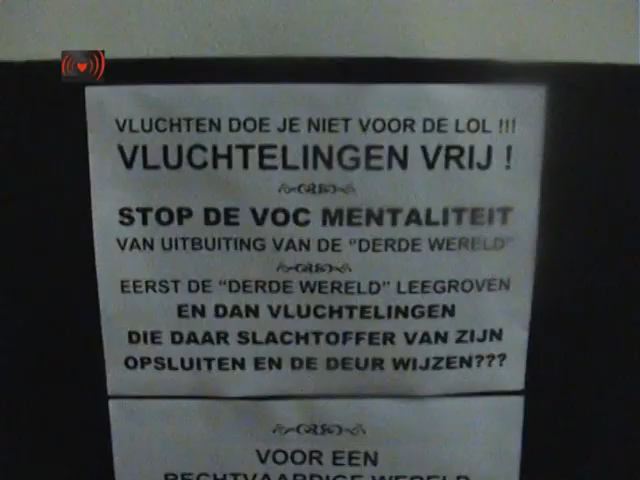 VLUCHTEN DOE JE NIET VOOR DE LOL !!!
VLUCHTELINGEN VRIJ !
STOP DE VOC MENTALITEIT
VAN UITBUITING VAN DE "DERDE WERELD"
EERST DE "DERDE WERELD" LEEGROVEN
EN DAN VLUCHTELINGEN
DIE DAAR SLACHTOFFER VAN ZIJN
OPSLUITEN EN DE DEUR WIJZEN???
VOOR EEN
RECHTVAARDIGE WERELD